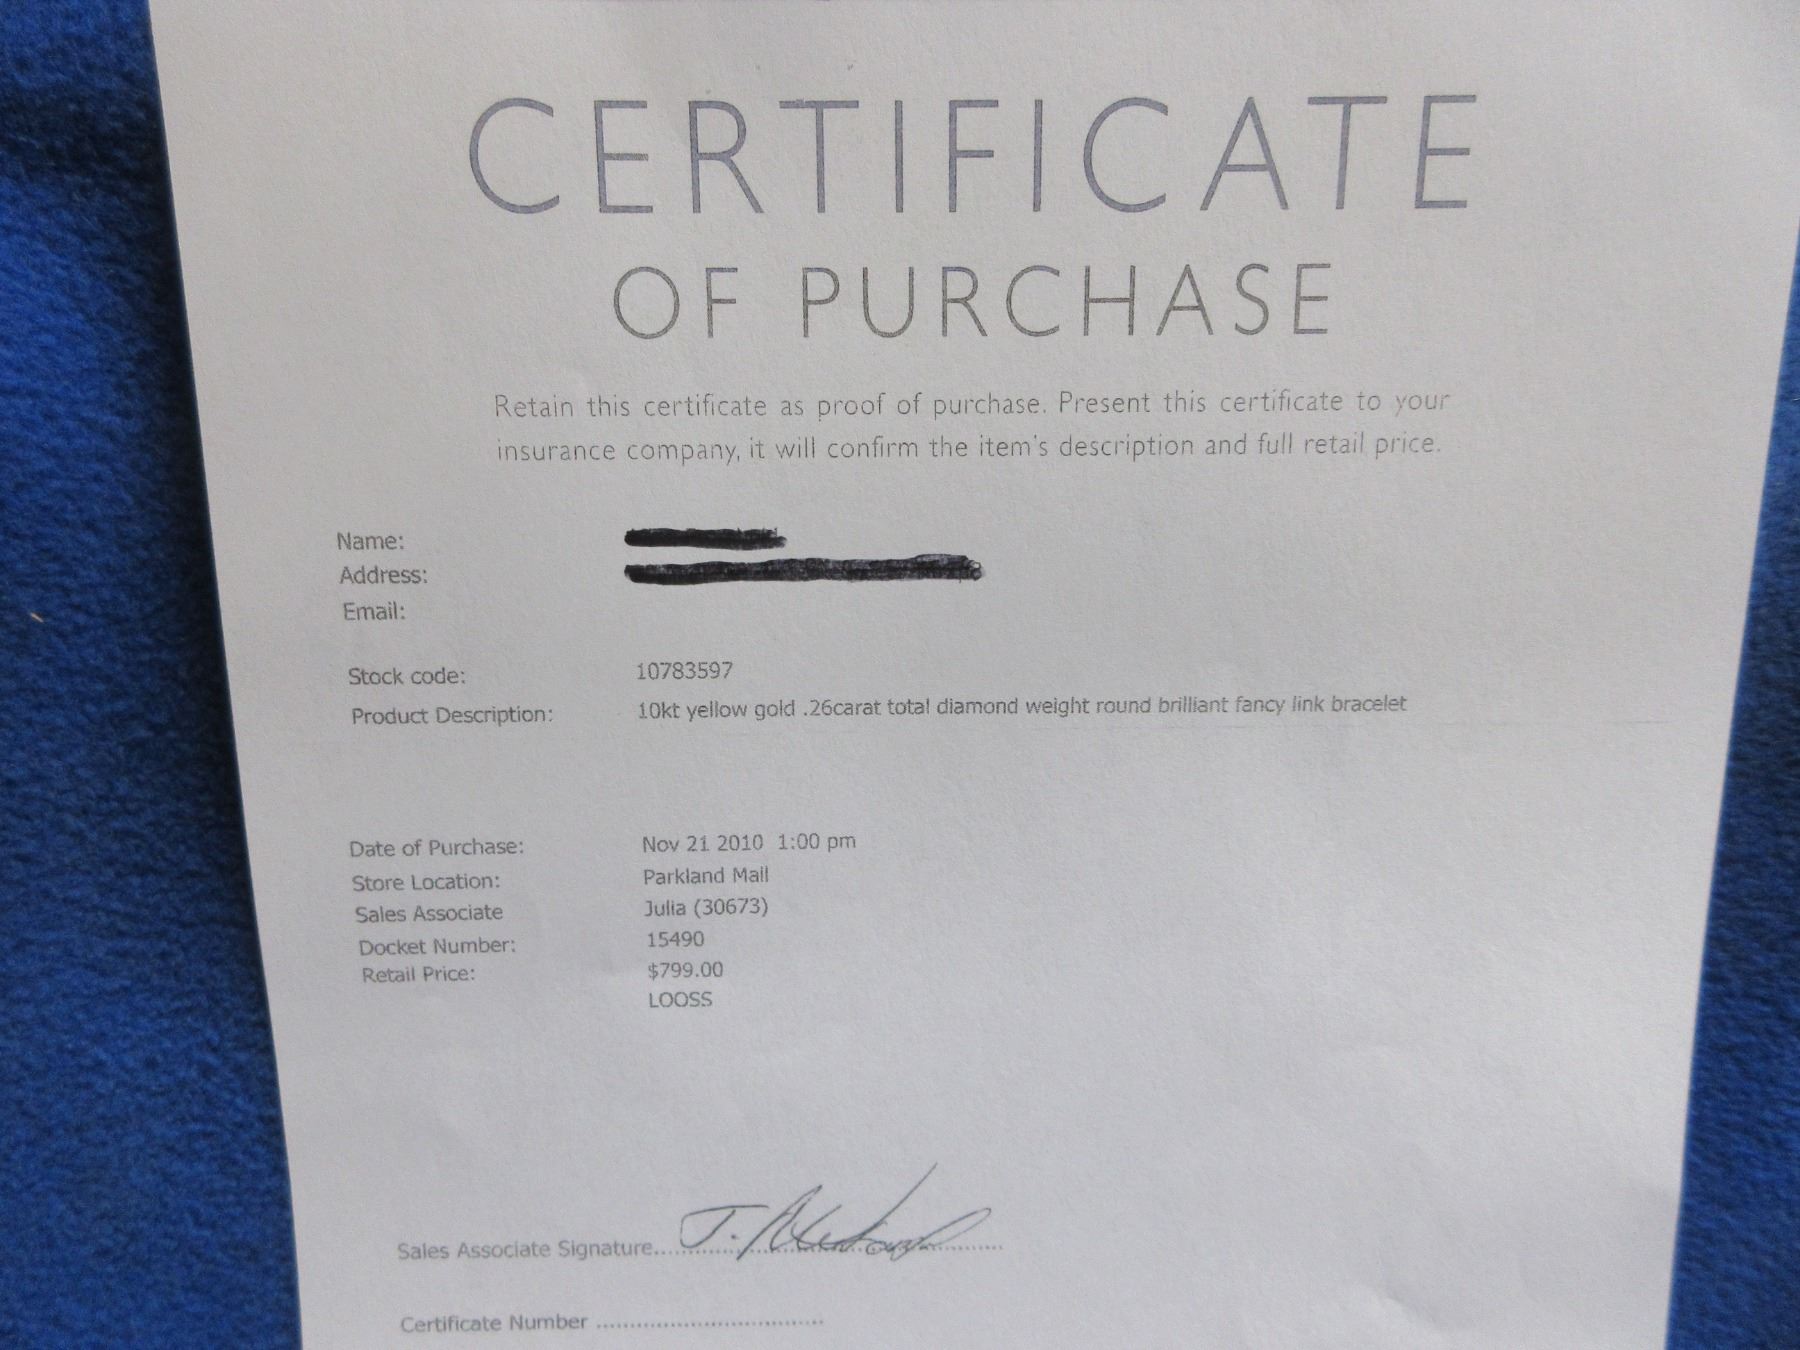 CERTIFICATE
OF PURCHASE
Retain this certificate as proof of purchase. Present this certificate to your
insurance company, it will confirm the item's description and full retail price.
Name:
Address:
Email:
Stock code: 10783597
Product Description: 10kt yellow gold .26carat total diamond weight round brilliant fancy link bracelet
Date of Purchase: Nov 21 2010 1:00 pm
Store Location: Parkland Mall
Sales Associate Julia (30673)
Docket Number: 15490
Retail Price: $799.00
LOOSS
Sales Associate Signature.......... J.
Certificate Number ..........